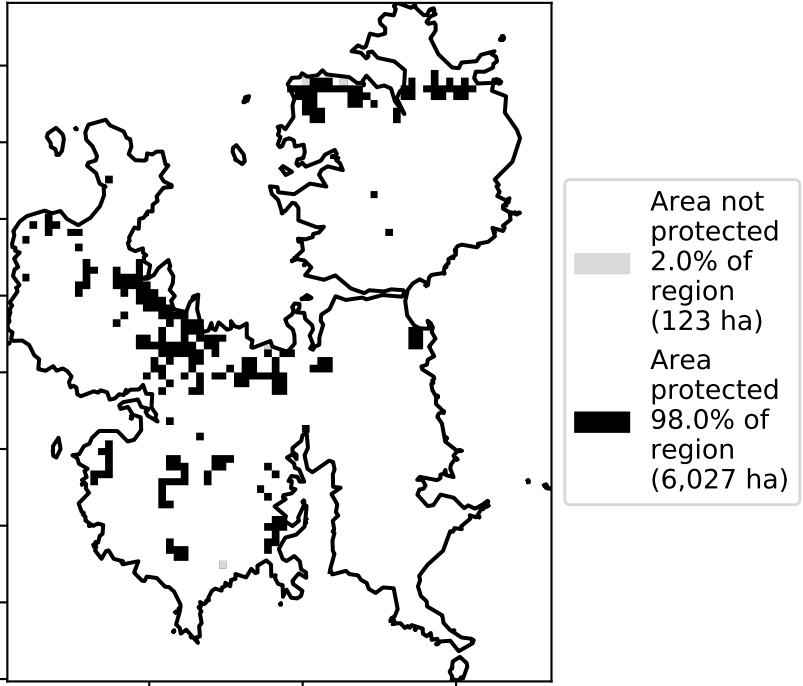 Area not
protected
2.0% of
region
(123 ha)
Area
protected
98.0% of
region
(6,027 ha)